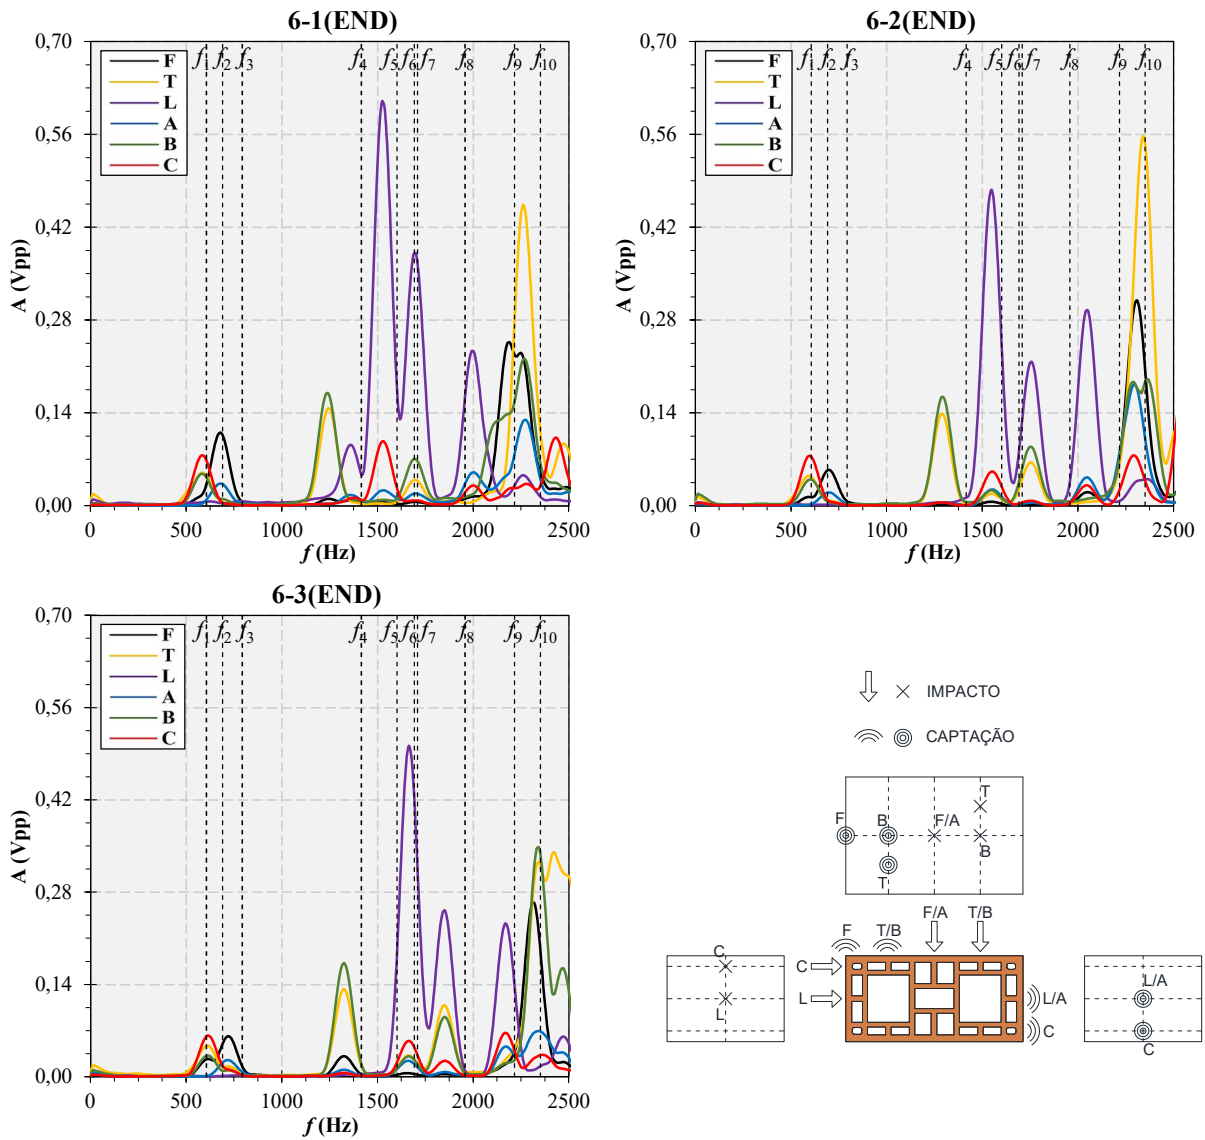 6-1(END)
0,70
0,56
0,42
0,28
0,14
0,00
A (Vpp)
F
T
L
A
B
C
f1 f2 f3 f4 f5 f6 f7 f8 f9 f10
0 500 1000 1500 2000 2500
f (Hz)
6-2(END)
0,70
0,56
0,42
0,28
0,14
0,00
A (Vpp)
F
T
L
A
B
C
f1 f2 f3 f4 f5 f6 f7 f8 f9 f10
0 500 1000 1500 2000 2500
f (Hz)
6-3(END)
0,70
0,56
0,42
0,28
0,14
0,00
A (Vpp)
F
T
L
A
B
C
f1 f2 f3 f4 f5 f6 f7 f8 f9 f10
0 500 1000 1500 2000 2500
f (Hz)
IMPACTO
CAPTAÇÃO
T
F B F/A
B
T
F/A T/B
F T/B
C
L
C
L
L/A
C
L/A
C